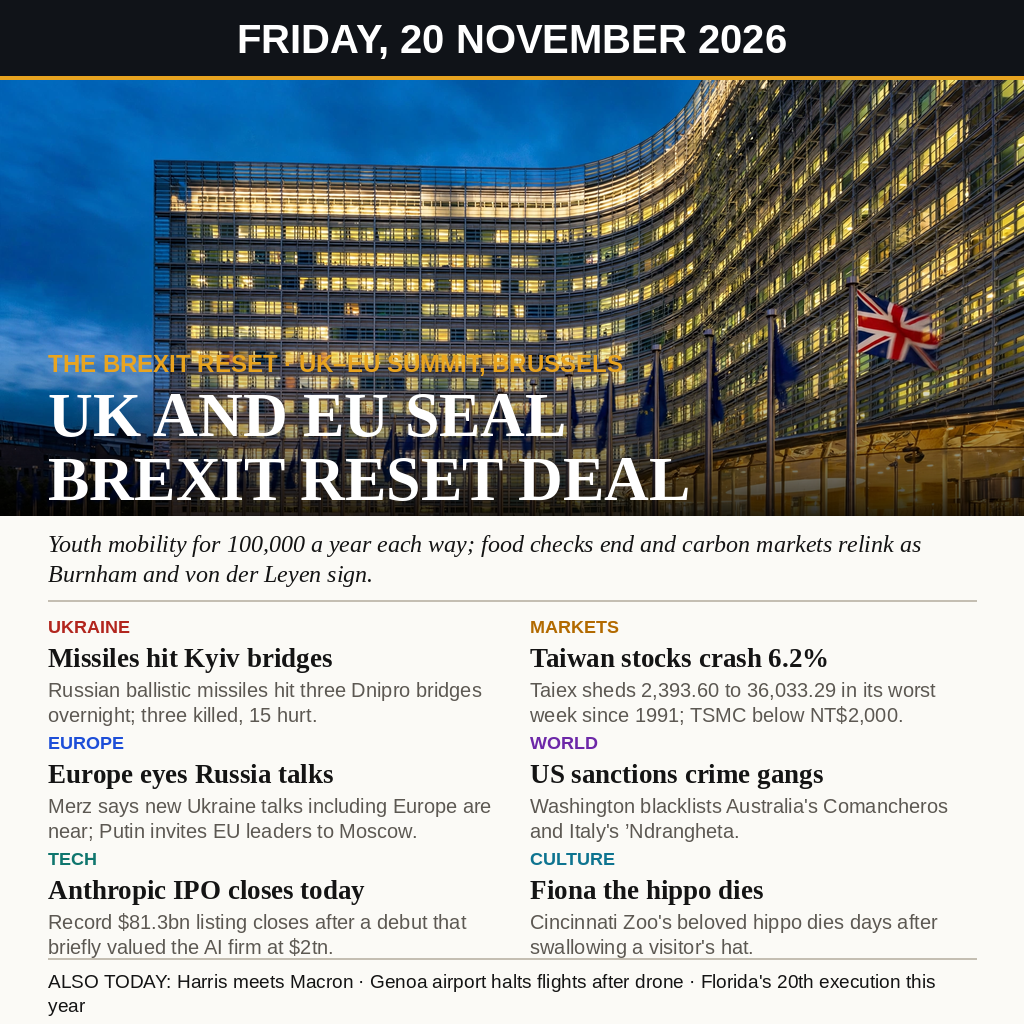 FRIDAY, 20 NOVEMBER 2026
THE BREXIT RESET · UK–EU SUMMIT, BRUSSELS
UK AND EU SEAL
BREXIT RESET DEAL
Youth mobility for 100,000 a year each way; food checks end and carbon markets relink as
Burnham and von der Leyen sign.
UKRAINE
Missiles hit Kyiv bridges
Russian ballistic missiles hit three Dnipro bridges
overnight; three killed, 15 hurt.
MARKETS
Taiwan stocks crash 6.2%
Taiex sheds 2,393.60 to 36,033.29 in its worst
week since 1991; TSMC below NT$2,000.
EUROPE
Europe eyes Russia talks
Merz says new Ukraine talks including Europe are
near; Putin invites EU leaders to Moscow.
WORLD
US sanctions crime gangs
Washington blacklists Australia's Comancheros
and Italy's ’Ndrangheta.
TECH
Anthropic IPO closes today
Record $81.3bn listing closes after a debut that
briefly valued the AI firm at $2tn.
CULTURE
Fiona the hippo dies
Cincinnati Zoo's beloved hippo dies days after
swallowing a visitor's hat.
ALSO TODAY: Harris meets Macron · Genoa airport halts flights after drone · Florida's 20th execution this
year